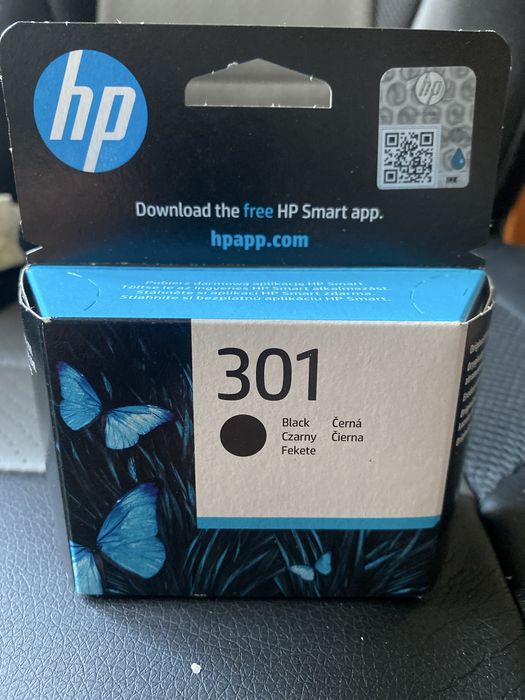 hp
hp
INK
Download the free HP Smart app.
hpapp.com
Pobierz darmową aplikację HP Smart.
Töltse le az ingyenes HP Smart alkalmazást.
Stáhněte si aplikaci HP Smart zdarma.
Stiahnite si bezplatnú aplikáciu HP Smart.
301
Black Černá
Czarny Čierna
Fekete